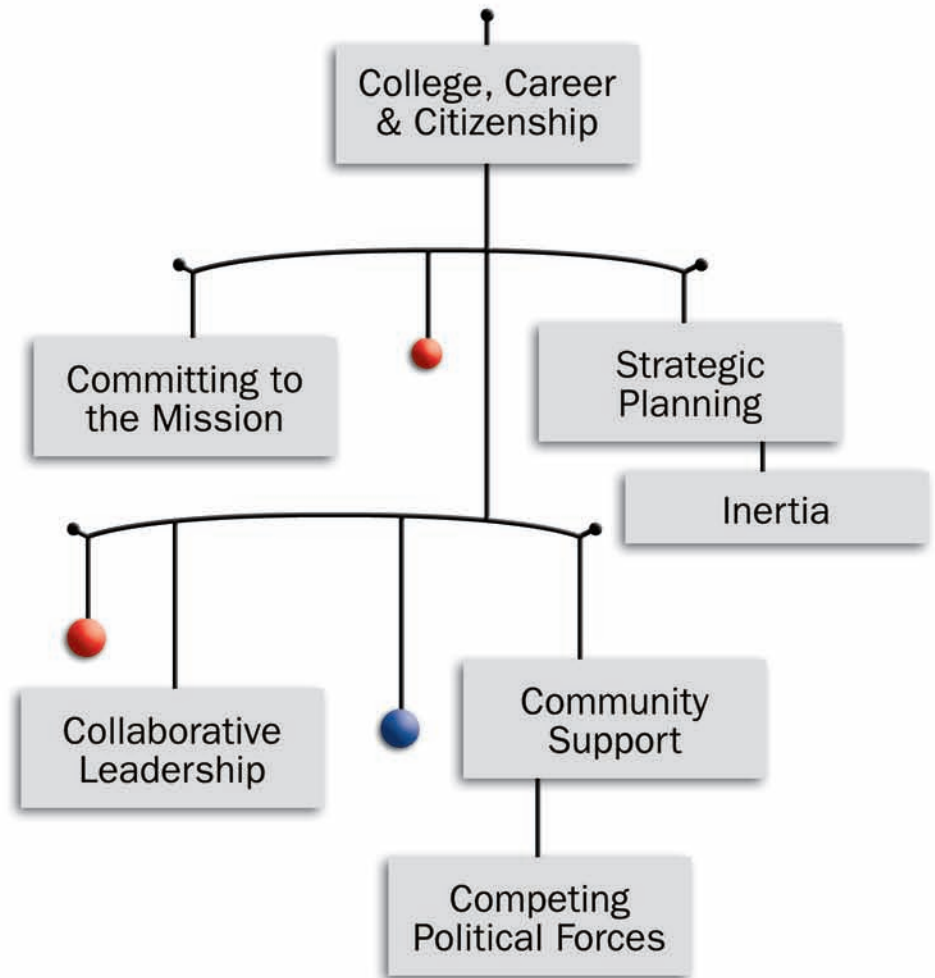 College, Career
& Citizenship
Committing to
the Mission
Strategic
Planning
Inertia
Collaborative
Leadership
Community
Support
Competing
Political Forces